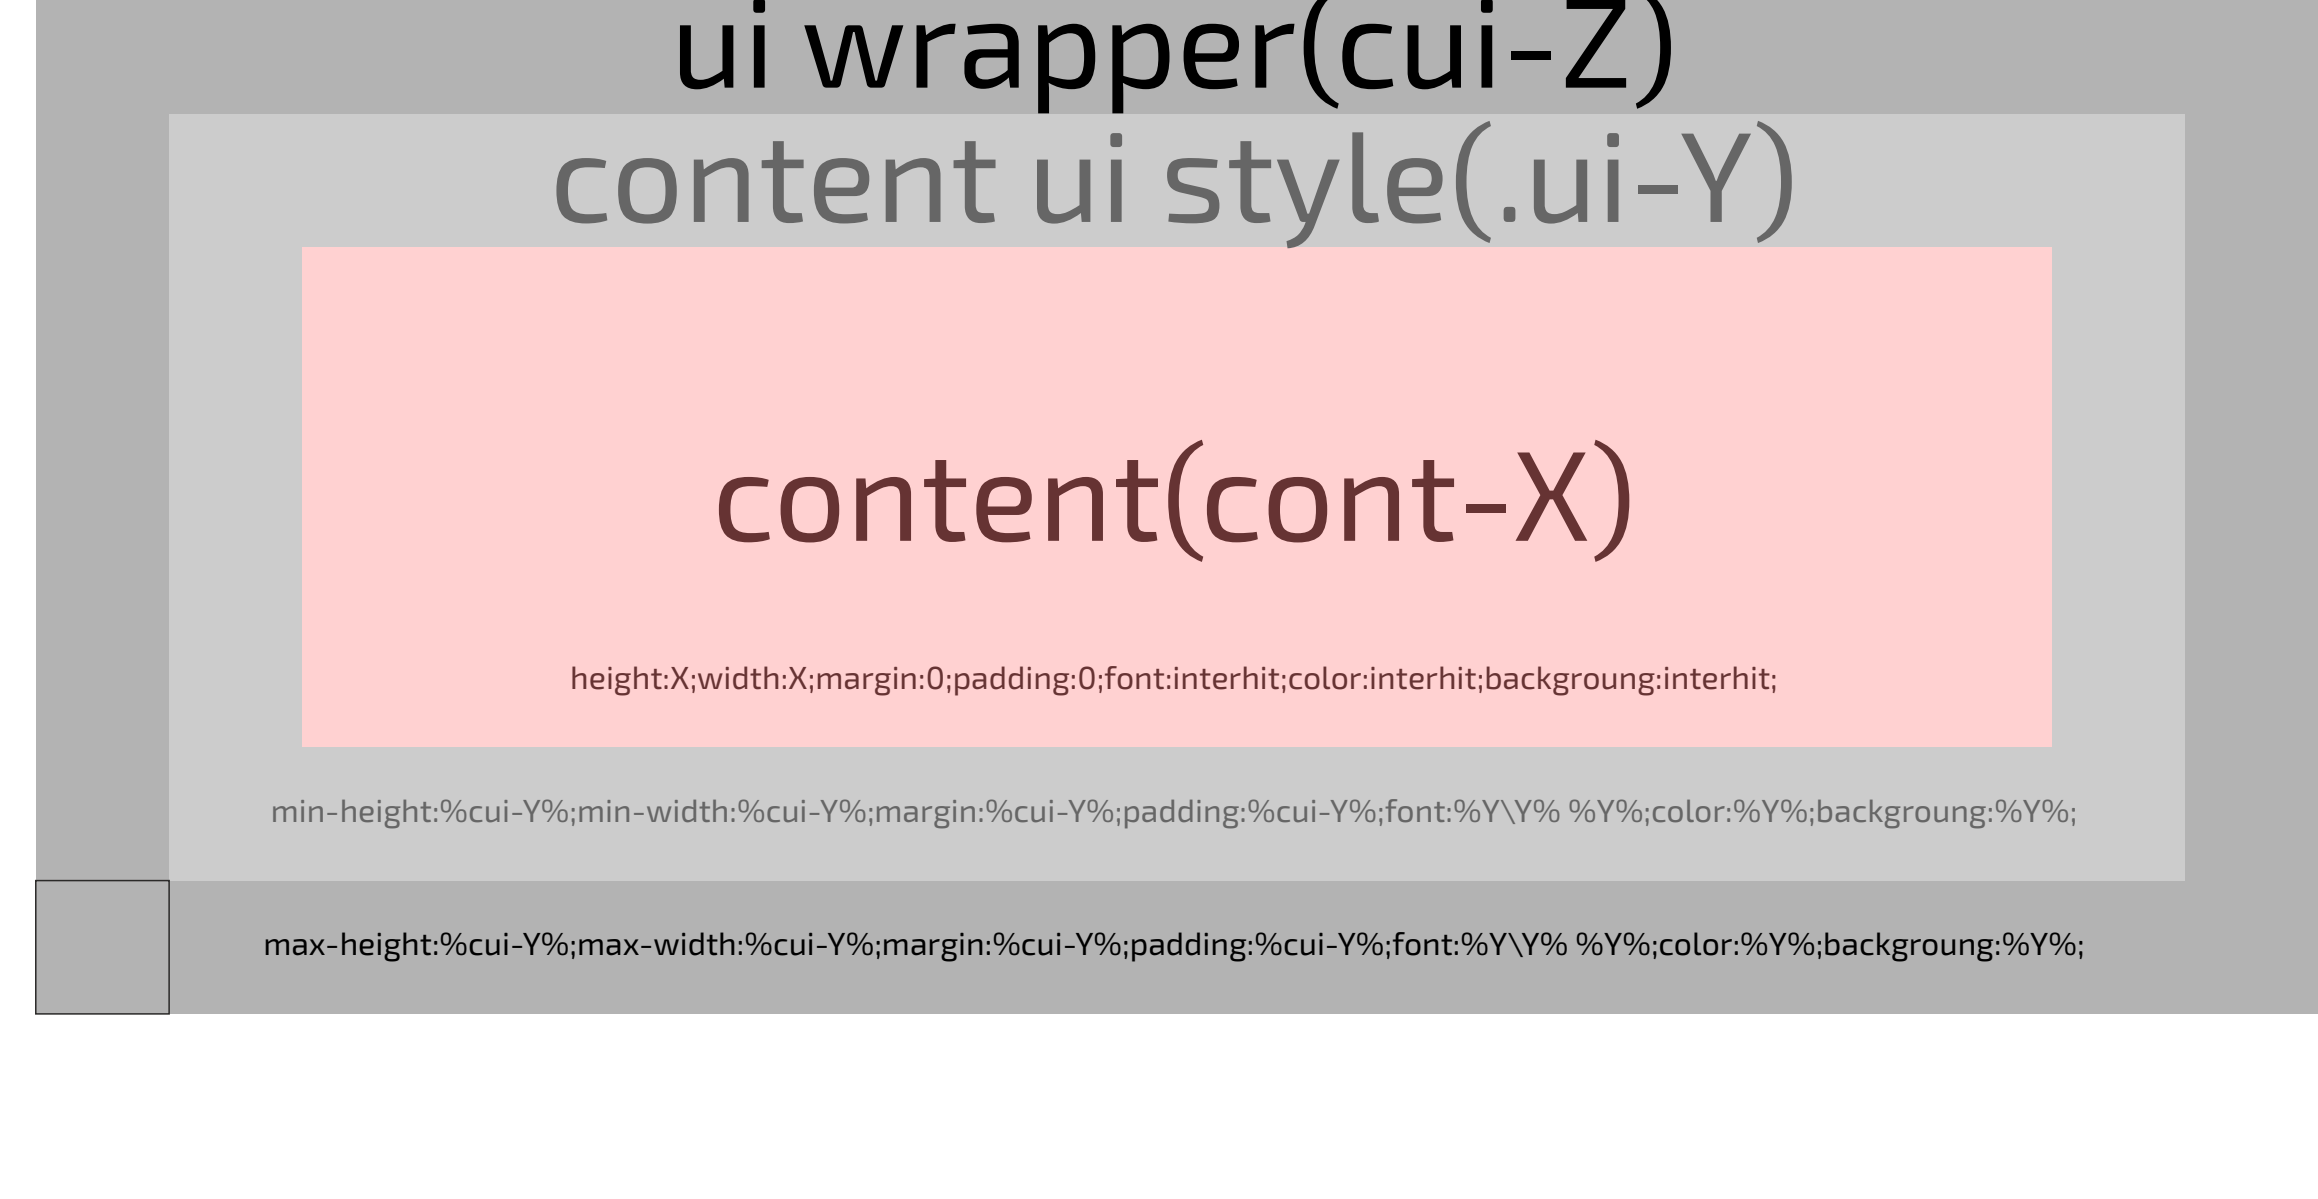 ui wrapper(cui-Z)
content ui style(.ui-Y)
content(cont-X)
height:X;width:X;margin:0;padding:0;font:interhit;color:interhit;backgroung:interhit;
min-height:%cui-Y%;min-width:%cui-Y%;margin:%cui-Y%;padding:%cui-Y%;font:%Y\Y% %Y%;color:%Y%;backgroung:%Y%;
max-height:%cui-Y%;max-width:%cui-Y%;margin:%cui-Y%;padding:%cui-Y%;font:%Y\Y% %Y%;color:%Y%;backgroung:%Y%;